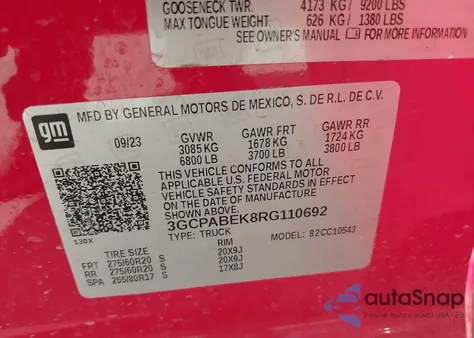 GOOSENECK TWR: 4173 KG/ 9200 LBS
MAX TONGUE WEIGHT: 626 KG/ 1380 LBS
SEE OWNER'S MANUAL FOR MORE INFORMATION
gm
MFD BY GENERAL MOTORS DE MEXICO, S. DE R.L. DE C.V.
09/23 GVWR GAWR FRT GAWR RR
3085 KG 1678 KG 1724 KG
6800 LB 3700 LB 3800 LB
THIS VEHICLE CONFORMS TO ALL
APPLICABLE U.S. FEDERAL MOTOR
VEHICLE SAFETY STANDARDS IN EFFECT
ON THE DATE OF MANUFACTURE
SHOWN ABOVE.
3GCPABEK8RG110692
130X TYPE: TRUCK MODEL: 82CC10543
TIRE SIZE RIM
FRT 275/60R20 S 20X9J
RR 275/60R20 S 20X9J
SPA 255/80R17 S 17X8J
autoSnap